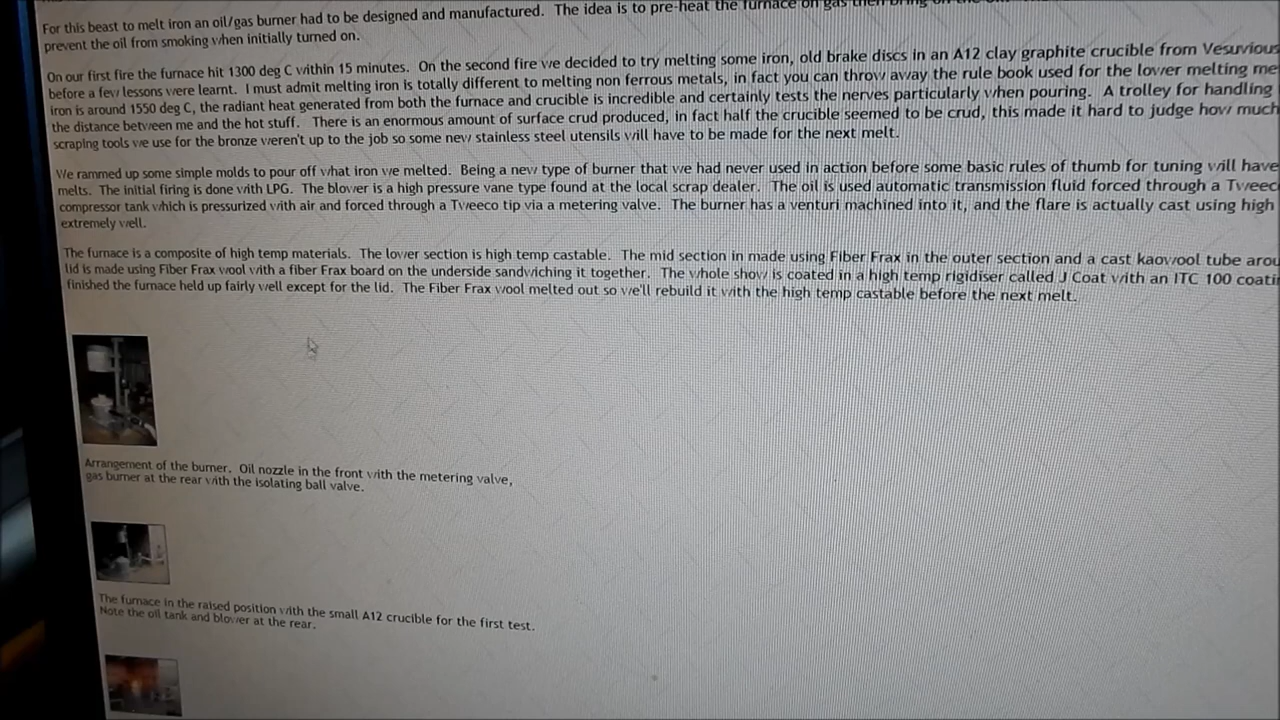 For this beast to melt iron an oil/gas burner had to be designed and manufactured. The idea is to pre-heat the furnace on gas then bring on the
prevent the oil from smoking when initially turned on.
On our first fire the furnace hit 1300 deg C within 15 minutes. On the second fire we decided to try melting some iron, old brake discs in an A12 clay graphite crucible from Vesuvious
before a few lessons were learnt. I must admit melting iron is totally different to melting non ferrous metals, in fact you can throw away the rule book used for the lower melting me
iron is around 1550 deg C, the radiant heat generated from both the furnace and crucible is incredible and certainly tests the nerves particularly when pouring. A trolley for handling
the distance between me and the hot stuff. There is an enormous amount of surface crud produced, in fact half the crucible seemed to be crud, this made it hard to judge how much
scraping tools we use for the bronze weren't up to the job so some new stainless steel utensils will have to be made for the next melt.
We rammed up some simple molds to pour off what iron we melted. Being a new type of burner that we had never used in action before some basic rules of thumb for tuning will have
melts. The initial firing is done with LPG. The blower is a high pressure vane type found at the local scrap dealer. The oil is used automatic transmission fluid forced through a Tweec
compressor tank which is pressurized with air and forced through a Tweeco tip via a metering valve. The burner has a venturi machined into it, and the flare is actually cast using high
extremely well.
The furnace is a composite of high temp materials. The lower section is high temp castable. The mid section in made using Fiber Frax in the outer section and a cast kaowool tube arou
lid is made using Fiber Frax wool with a fiber Frax board on the underside sandwiching it together. The whole show is coated in a high temp rigidiser called J Coat with an ITC 100 coati
finished the furnace held up fairly well except for the lid. The Fiber Frax wool melted out so we'll rebuild it with the high temp castable before the next melt.
Arrangement of the burner. Oil nozzle in the front with the metering valve,
gas burner at the rear with the isolating ball valve.
The furnace in the raised position with the small A12 crucible for the first test.
Note the oil tank and blower at the rear.